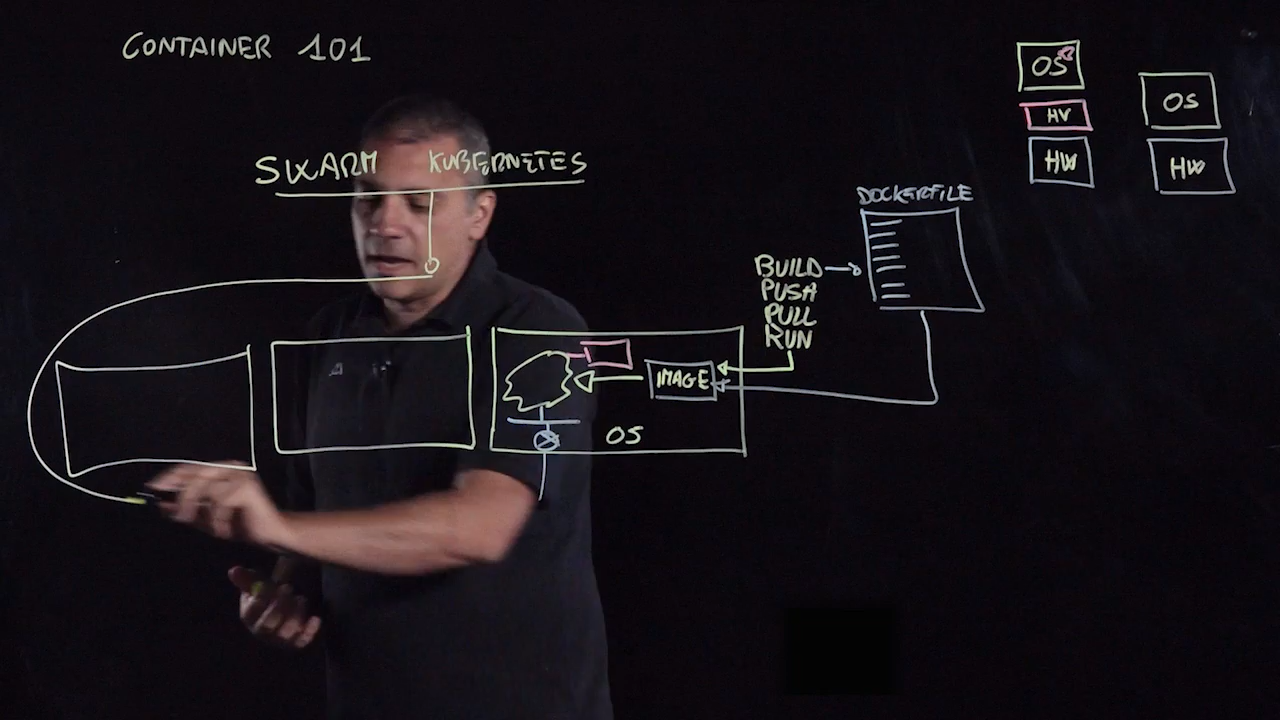 CONTAINER 101
SWARM KUBERNETES
OS
HV
HW
OS
HW
DOCKERFILE
BUILD
PUSH
PULL
RUN
IMAGE
OS